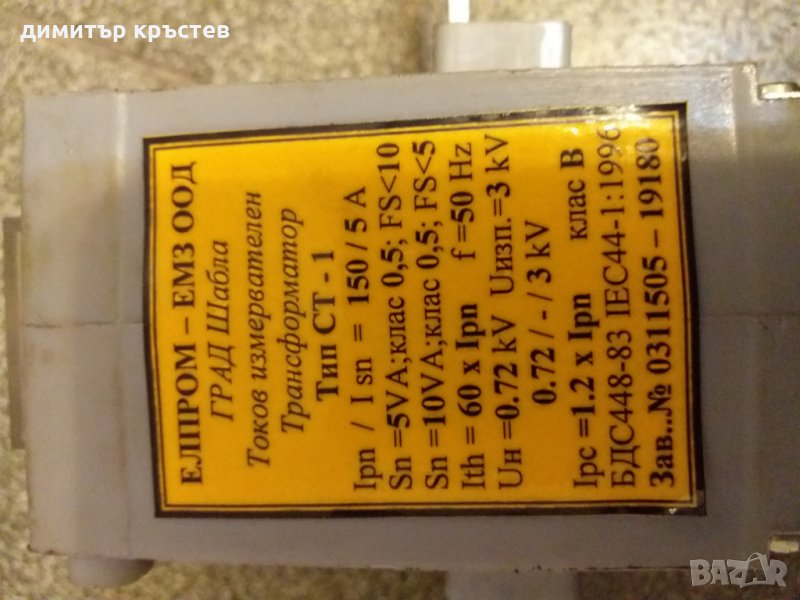 димитър кръстев
ЕЛПРОМ – ЕМЗ ООД
ГРАД Шабла
Токов измервателен
Трансформатор
Тип СТ - 1
Ipn / I sn = 150 / 5 A
Sn =5VA;клас 0,5; FS<10
Sn =10VA;клас 0,5; FS<5
Ith = 60 x Ipn f =50 Hz
Uн =0.72 kV Uизп.=3 kV
0.72 / - / 3 kV
Ipc =1.2 x Ipn клас B
БДС448-83 IEC44-1:1996
Зав..№ 0311505 – 19180
BAZAR